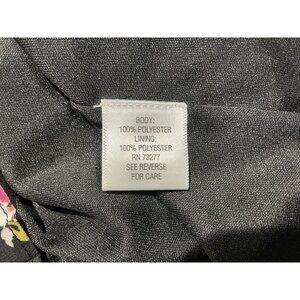 BODY:
100% POLYESTER
LINING:
100% POLYESTER
RN 73277
SEE REVERSE
FOR CARE